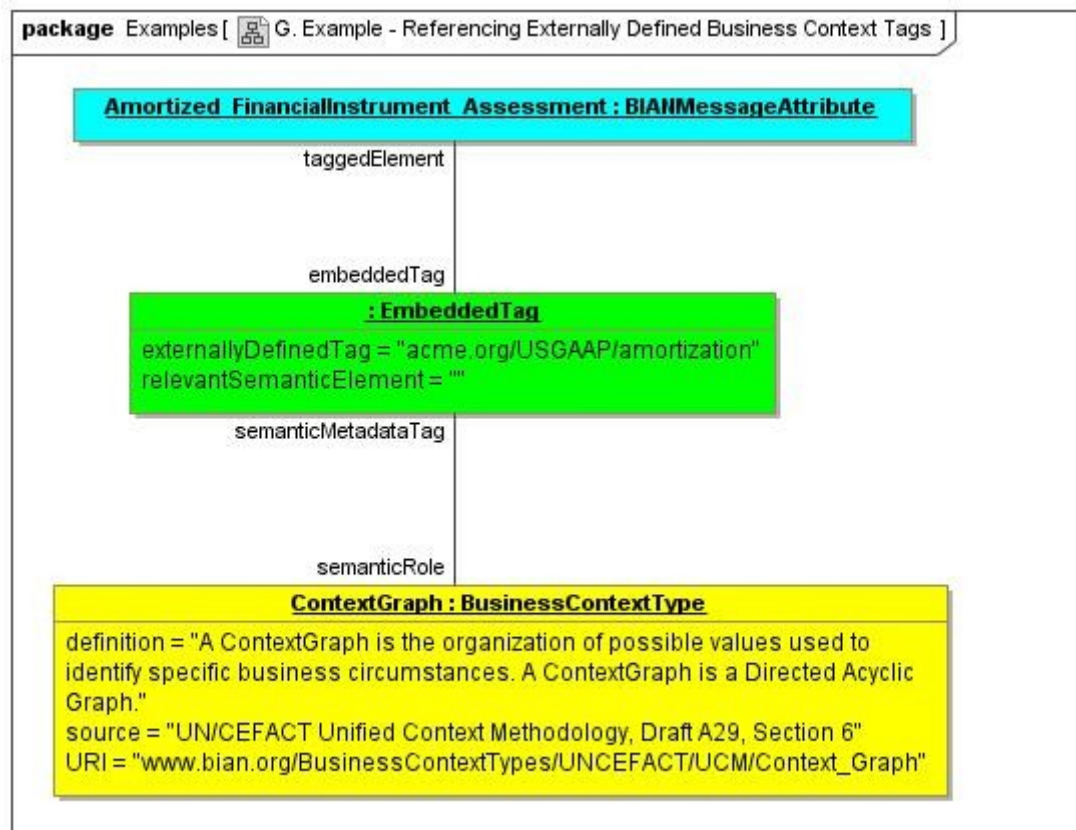 package Examples [ G. Example - Referencing Externally Defined Business Context Tags ]
Amortized_FinancialInstrument_Assessment : BIANMessageAttribute
taggedElement
embeddedTag
: EmbeddedTag
externallyDefinedTag = "acme.org/USGAAP/amortization"
relevantSemanticElement = ""
semanticMetadataTag
semanticRole
ContextGraph : BusinessContextType
definition = "A ContextGraph is the organization of possible values used to
identify specific business circumstances. A ContextGraph is a Directed Acyclic
Graph."
source = "UN/CEFACT Unified Context Methodology, Draft A29, Section 6"
URI = "www.bian.org/BusinessContextTypes/UNCEFACT/UCM/Context_Graph"